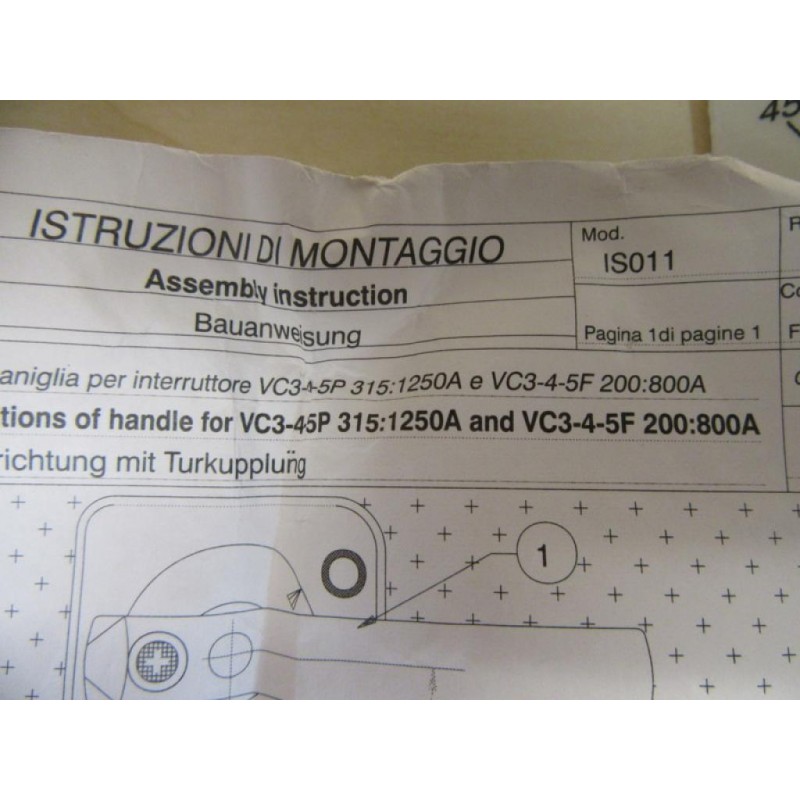 45
ISTRUZIONI DI MONTAGGIO
Assembly instruction
Bauanweisung
Mod.
IS011
Pagina 1di pagine 1
aniglia per interruttore VC3-4-5P 315:1250A e VC3-4-5F 200:800A
tions of handle for VC3-45P 315:1250A and VC3-4-5F 200:800A
richtung mit Turkupplung
R
Co
F
1